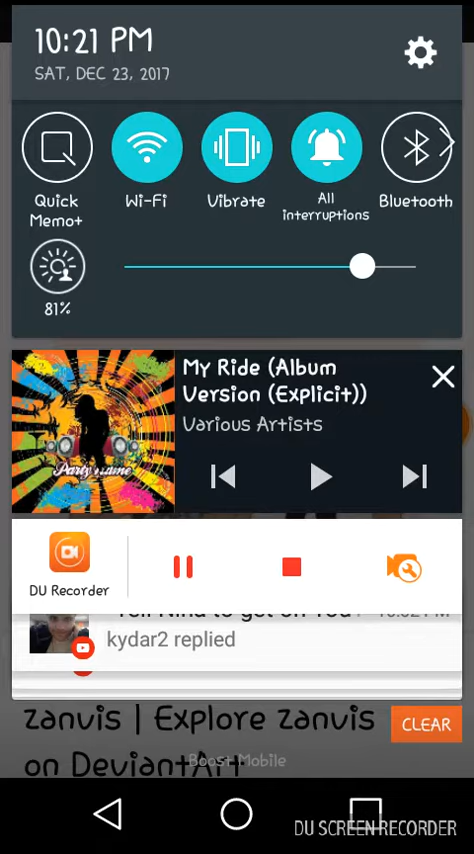 10:21 PM
SAT, DEC 23, 2017
Quick Memo+
Wi-Fi
Vibrate
All interruptions
Bluetooth
81%
My Ride (Album
Version (Explicit))
Various Artists
Party Name
DU Recorder
kydar2 replied
zanvis | Explore zanvis
CLEAR
on DeviantArt
Boost Mobile
DU SCREEN RECORDER